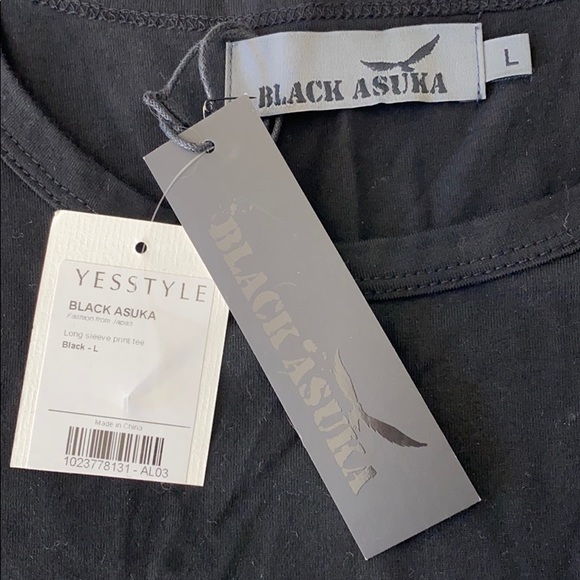 BLACK ASUKA
L
BLACK ASUKA
YESSTYLE
BLACK ASUKA
Fashion from Japan
Long sleeve print tee
Black - L
Made in China
1023778131 - AL03